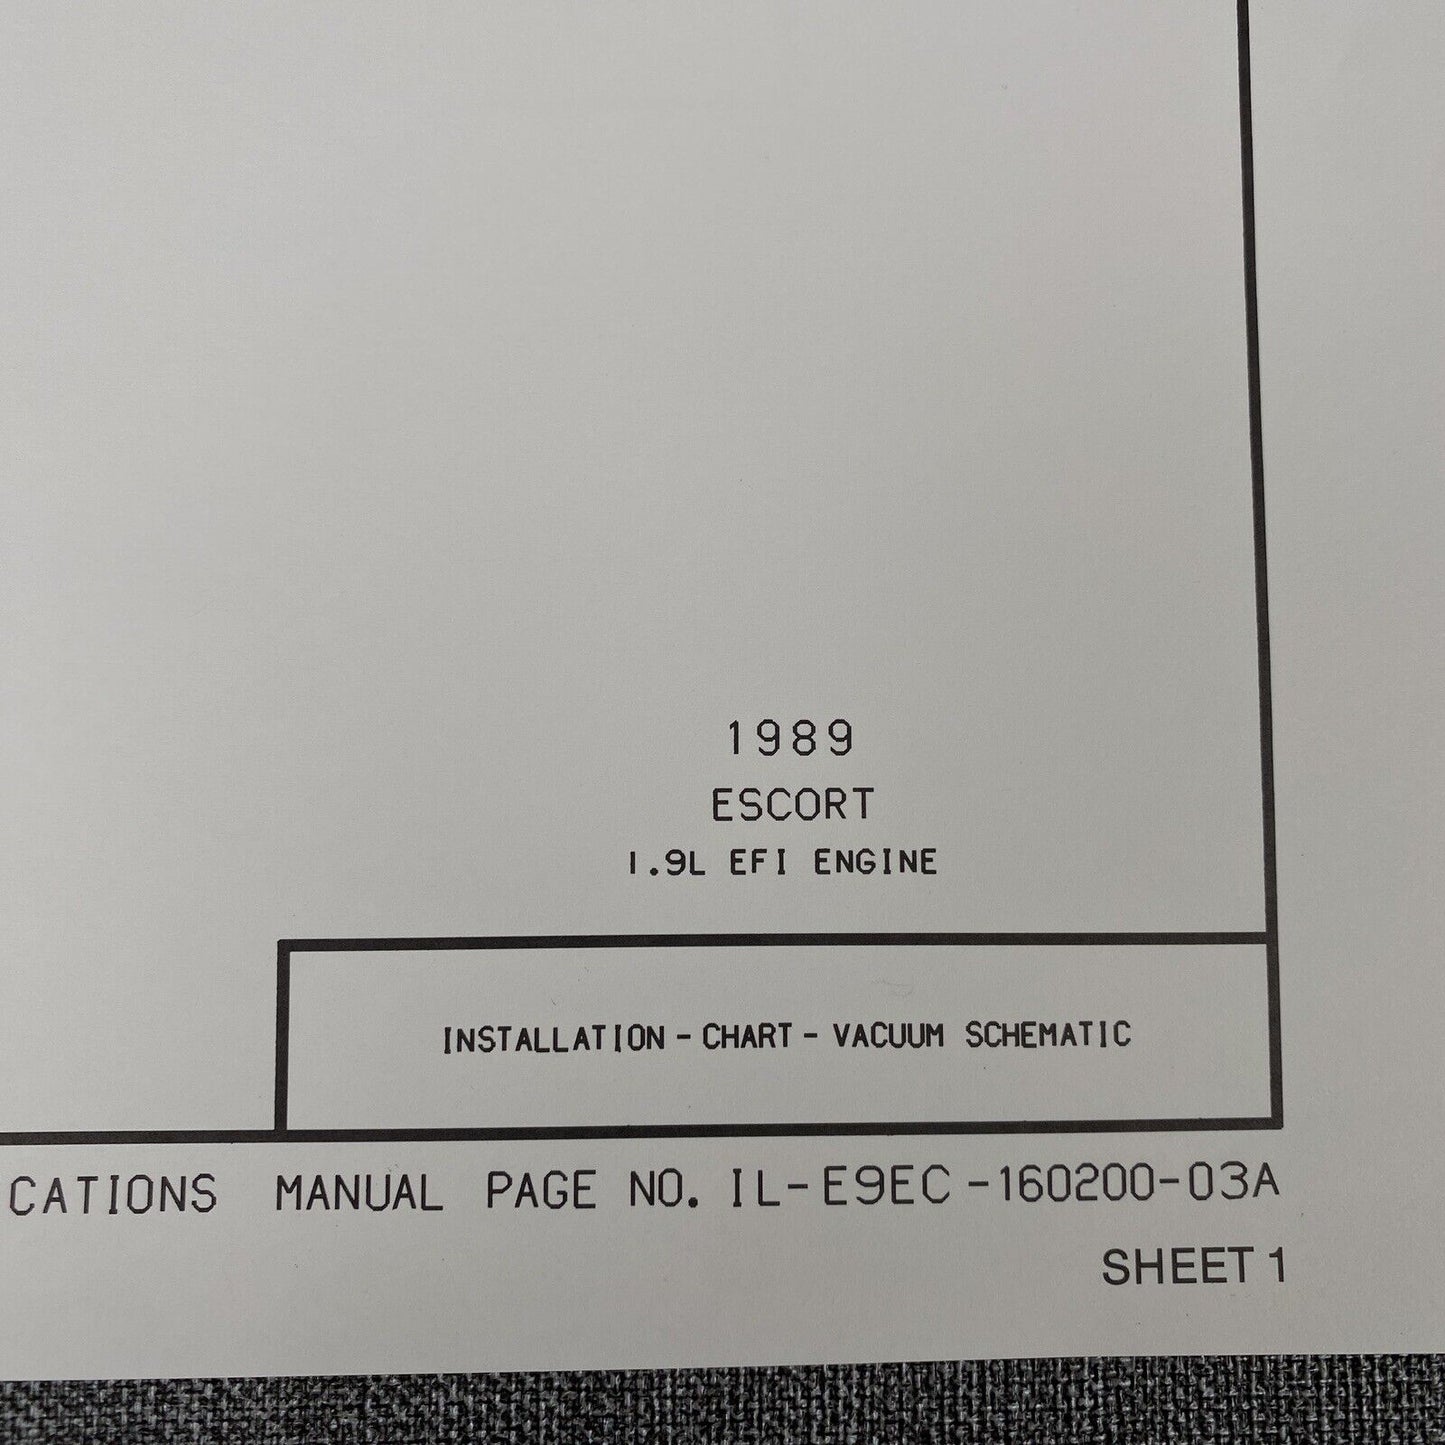 1989
ESCORT
1.9L EFI ENGINE
INSTALLATION - CHART - VACUUM SCHEMATIC
CATIONS MANUAL PAGE NO. IL-E9EC-160200-03A
SHEET 1